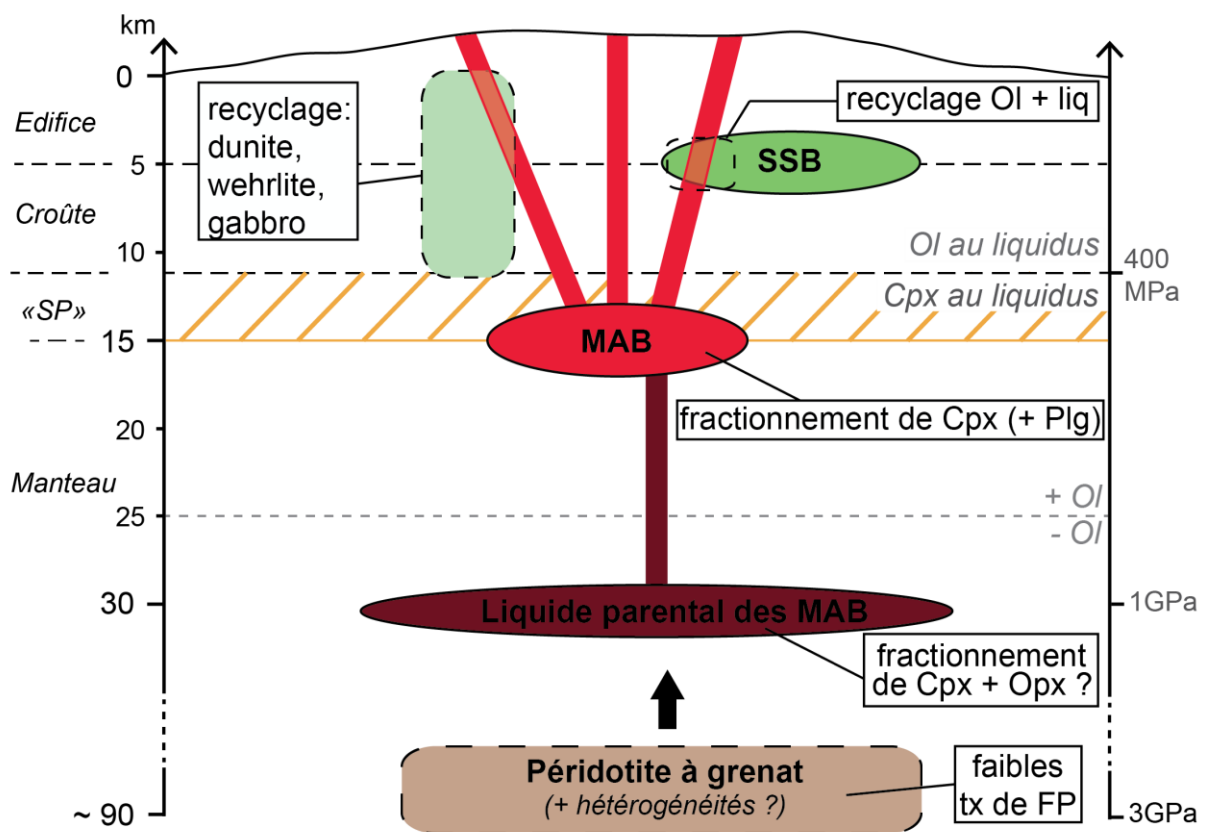 km
0
Edifice
5
Croûte
10
«SP»
15
20
Manteau
25
30
~ 90
recyclage:
dunite,
wehrlite,
gabbro
recyclage Ol + liq
SSB
Ol au liquidus
400
MPa
Cpx au liquidus
MAB
fractionnement de Cpx (+ Plg)
+ Ol
- Ol
Liquide parental des MAB
1GPa
fractionnement
de Cpx + Opx ?
Péridotite à grenat
(+ hétérogénéités ?)
faibles
tx de FP
3GPa